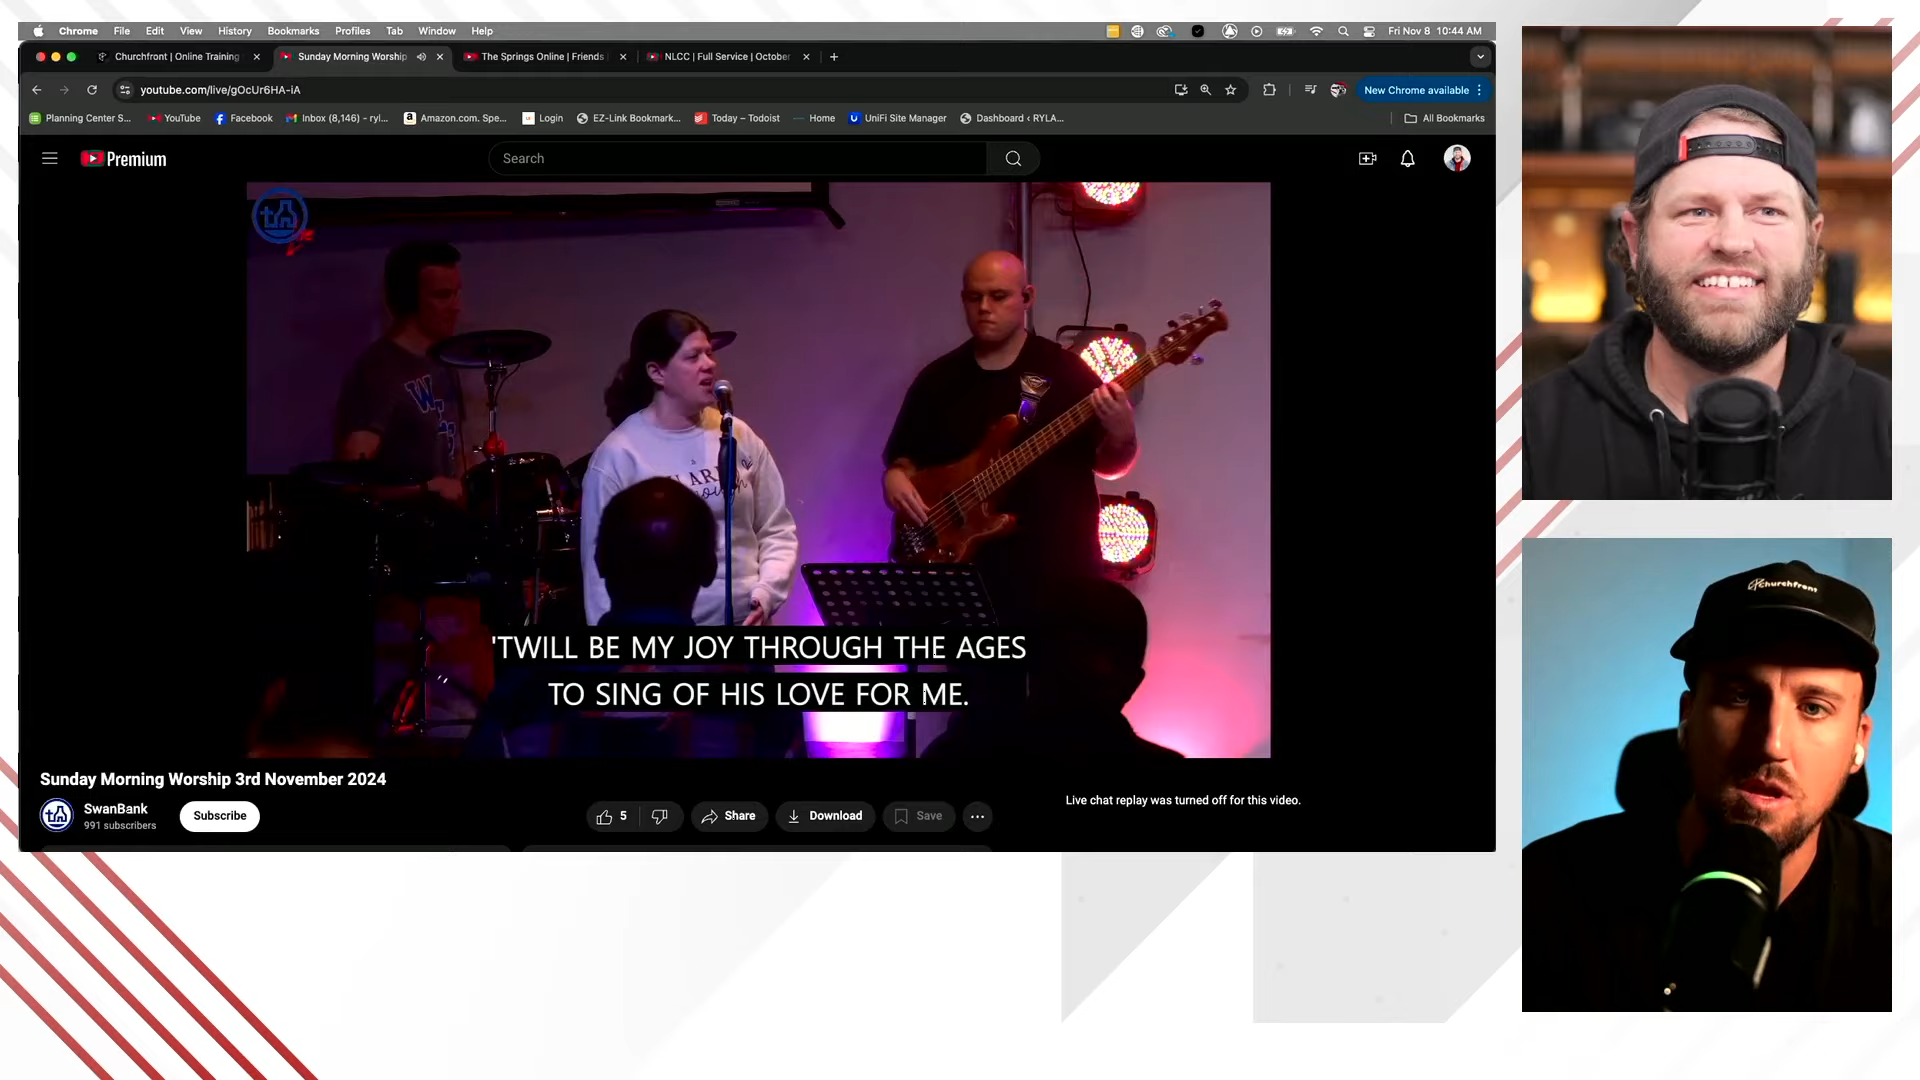 Chrome File Edit View History Bookmarks Profiles Tab Window Help Fri Nov 8 10:44 AM
Churchfront | Online Training Sunday Morning Worship The Springs Online | Friends NLCC | Full Service | October
youtube.com/live/gOcUr6HA-iA New Chrome available
Planning Center S... YouTube Facebook Inbox (8,146) - ryl... Amazon.com. Spe... Login EZ-Link Bookmark... Today – Todoist Home UniFi Site Manager Dashboard ‹ RYLA... All Bookmarks
Premium Search
'TWILL BE MY JOY THROUGH THE AGES
TO SING OF HIS LOVE FOR ME.
Sunday Morning Worship 3rd November 2024
SwanBank
991 subscribers
Subscribe
5 Share Download Save
Live chat replay was turned off for this video.
Churchfront